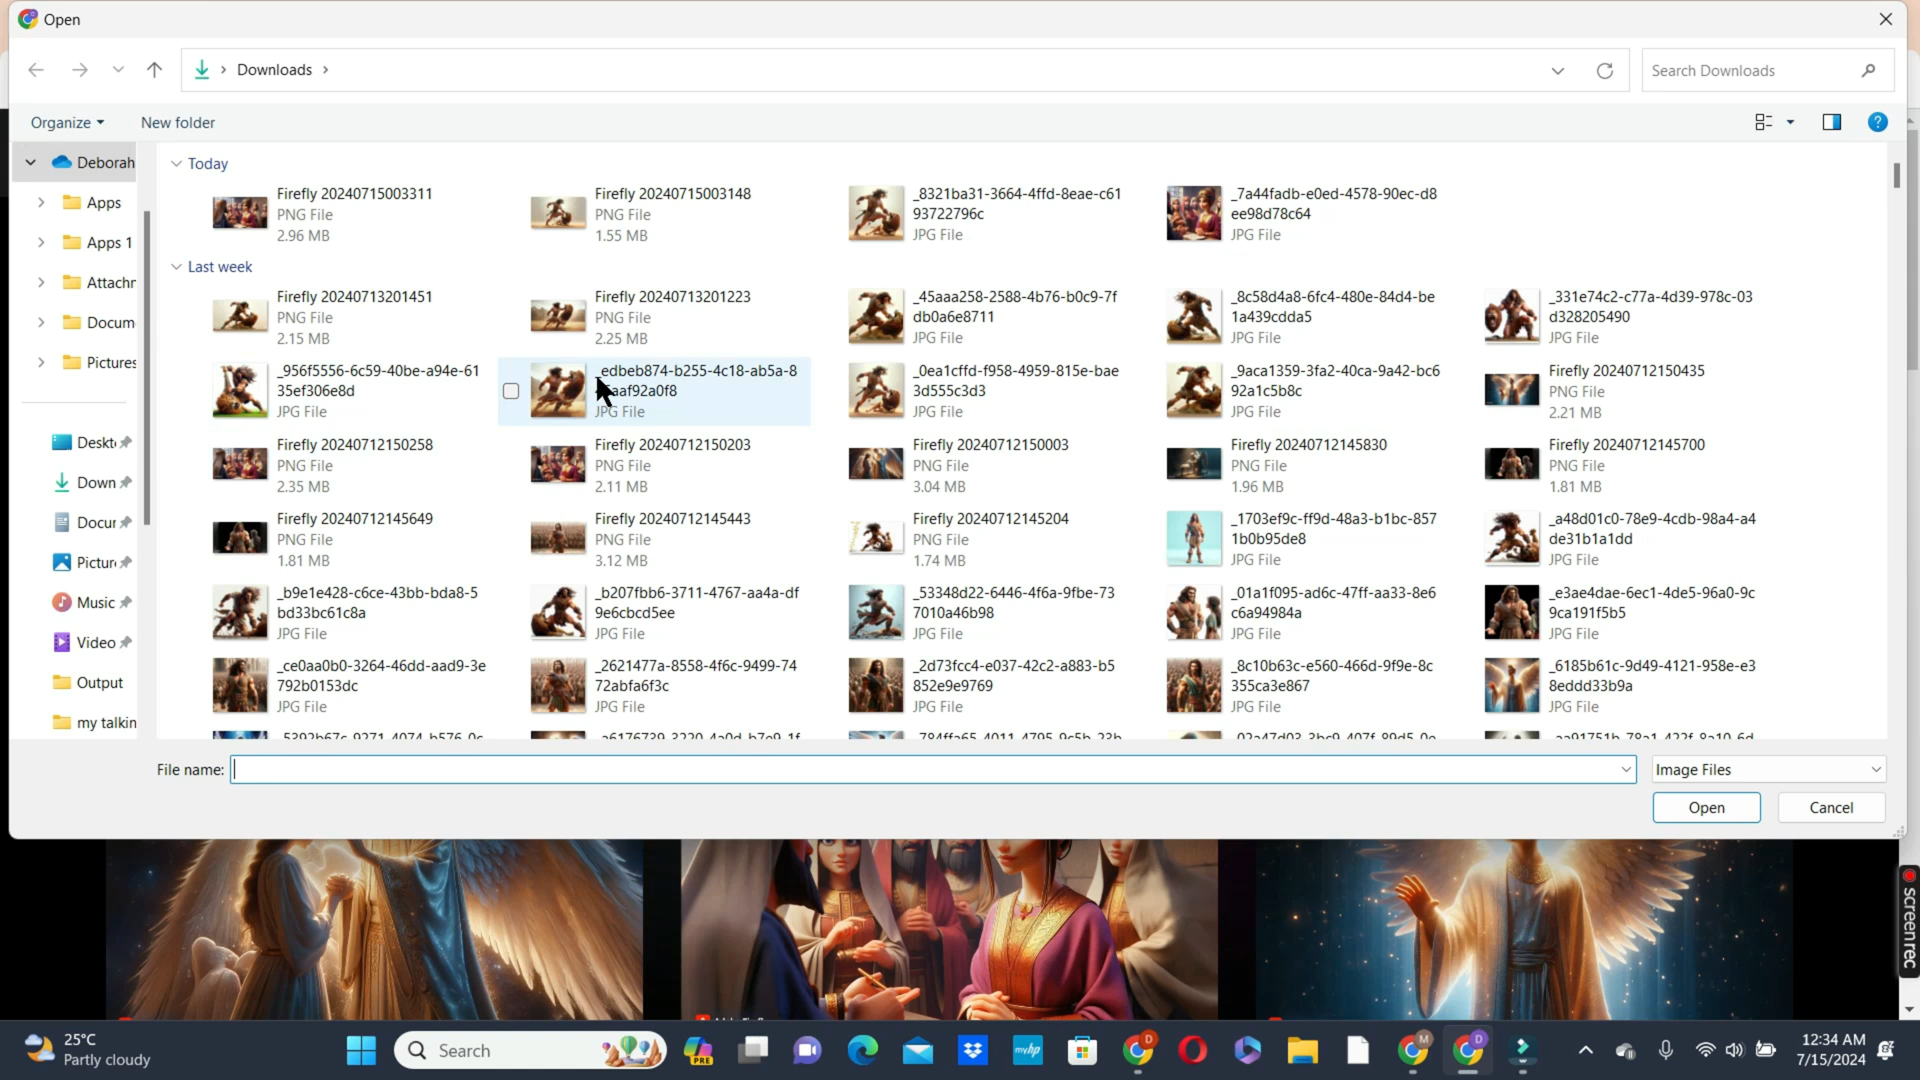 Open
Downloads
Search Downloads
Organize
New folder
Deborah
Apps
Apps 1
Attachr
Docum
Pictures
Deskt
Down
Docur
Pictur
Music
Video
Output
my talkin
Today
Firefly 20240715003311
PNG File
2.96 MB
Firefly 20240715003148
PNG File
1.55 MB
_8321ba31-3664-4ffd-8eae-c61
93722796c
JPG File
_7a44fadb-e0ed-4578-90ec-d8
ee98d78c64
JPG File
Last week
Firefly 20240713201451
PNG File
2.15 MB
Firefly 20240713201223
PNG File
2.25 MB
_45aaa258-2588-4b76-b0c9-7f
db0a6e8711
JPG File
_8c58d4a8-6fc4-480e-84d4-be
1a439cdda5
JPG File
_331e74c2-c77a-4d39-978c-03
d328205490
JPG File
_956f5556-6c59-40be-a94e-61
35ef306e8d
JPG File
_edbeb874-b255-4c18-ab5a-8
aaf92a0f8
JPG File
_0ea1cffd-f958-4959-815e-bae
3d555c3d3
JPG File
_9aca1359-3fa2-40ca-9a42-bc6
92a1c5b8c
JPG File
Firefly 20240712150435
PNG File
2.21 MB
Firefly 20240712150258
PNG File
2.35 MB
Firefly 20240712150203
PNG File
2.11 MB
Firefly 20240712150003
PNG File
3.04 MB
Firefly 20240712145830
PNG File
1.96 MB
Firefly 20240712145700
PNG File
1.81 MB
Firefly 20240712145649
PNG File
1.81 MB
Firefly 20240712145443
PNG File
3.12 MB
Firefly 20240712145204
PNG File
1.74 MB
_1703ef9c-ff9d-48a3-b1bc-857
1b0b95de8
JPG File
_a48d01c0-78e9-4cdb-98a4-a4
de31b1a1dd
JPG File
_b9e1e428-c6ce-43bb-bda8-5
bd33bc61c8a
JPG File
_b207fbb6-3711-4767-aa4a-df
9e6cbcd5ee
JPG File
_53348d22-6446-4f6a-9fbe-73
7010a46b98
JPG File
_01a1f095-ad6c-47ff-aa33-8e6
c6a94984a
JPG File
_e3ae4dae-6ec1-4de5-96a0-9c
9ca191f5b5
JPG File
_ce0aa0b0-3264-46dd-aad9-3e
792b0153dc
JPG File
_2621477a-8558-4f6c-9499-74
72abfa6f3c
JPG File
_2d73fcc4-e037-42c2-a883-b5
852e9e9769
JPG File
_8c10b63c-e560-466d-9f9e-8c
355ca3e867
JPG File
_6185b61c-9d49-4121-958e-e3
8eddd33b9a
JPG File
File name:
Image Files
Open
Cancel
screenrec
25°C
Partly cloudy
Search
PRE
myhp
D
M
D
12:34 AM
7/15/2024